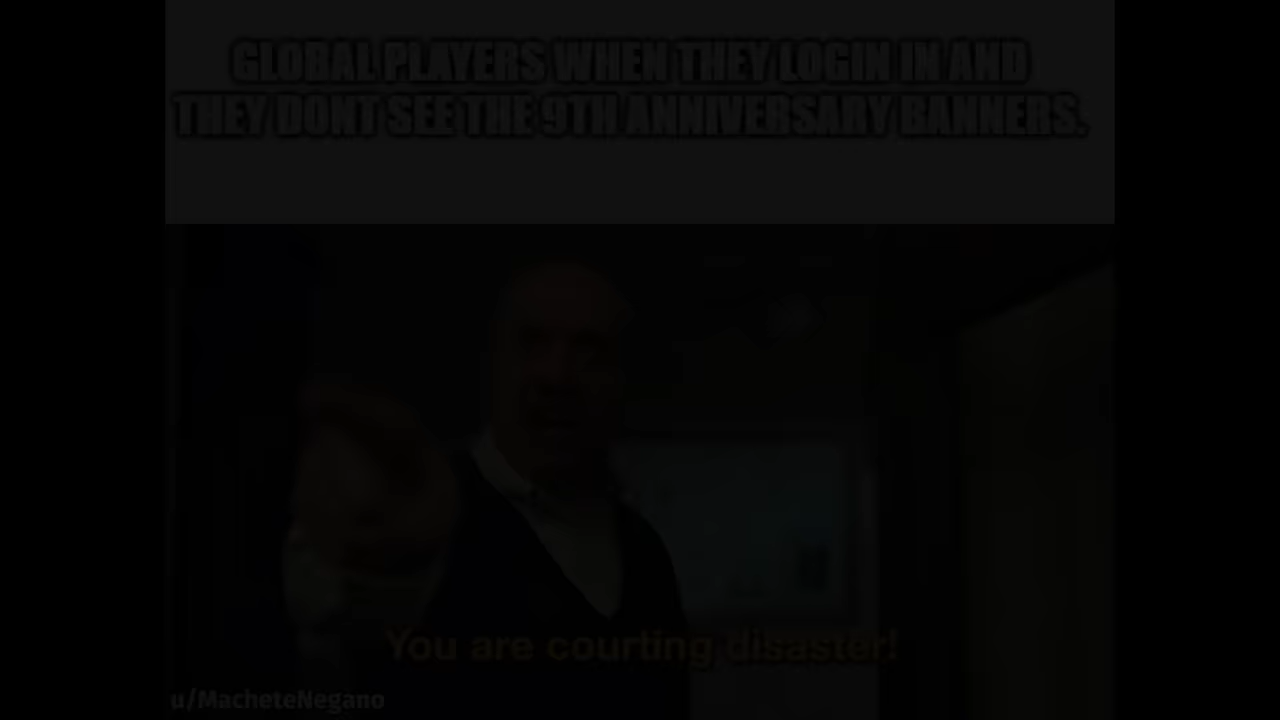 GLOBAL PLAYERS WHEN THEY LOGIN IN AND
THEY DONT SEE THE 9TH ANNIVERSARY BANNERS.
You are courting disaster!
u/MacheteNegano